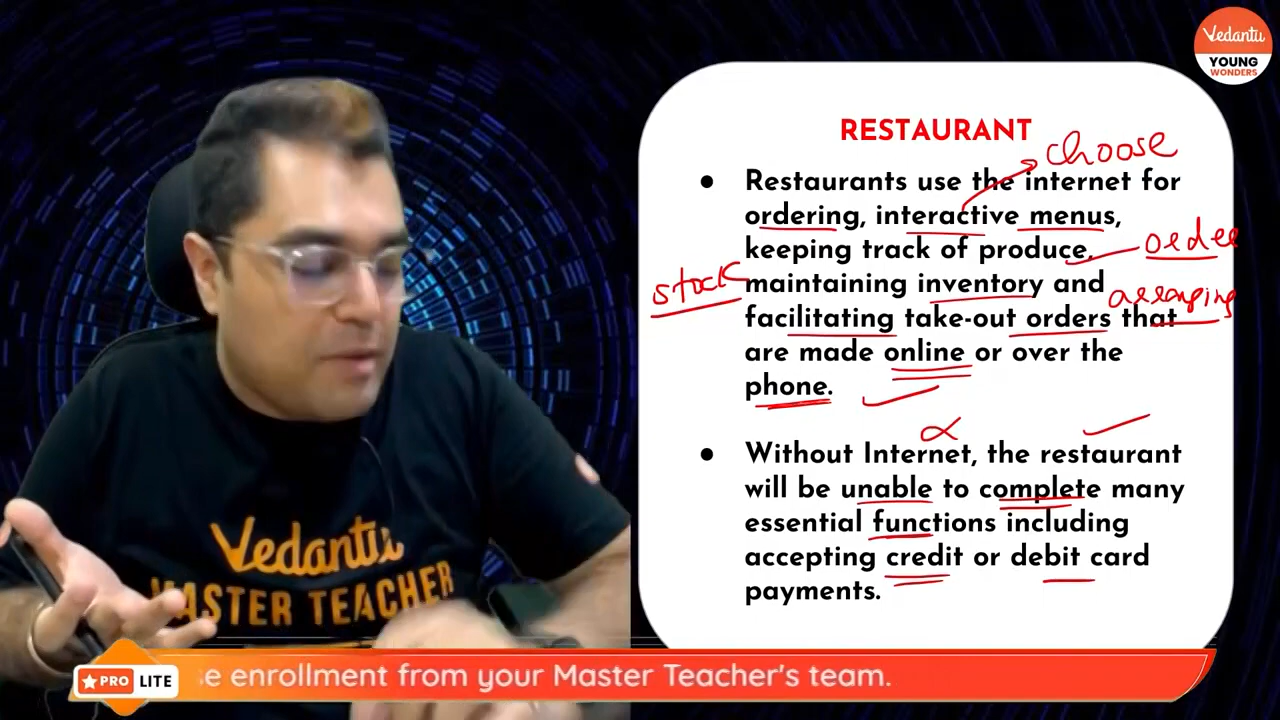 Vedantu
YOUNG
WONDERS
RESTAURANT
choose
● Restaurants use the internet for
ordering, interactive menus,
keeping track of produce,
order
stock
maintaining inventory and
arranging
facilitating take-out orders that
are made online or over the
phone.
● Without Internet, the restaurant
will be unable to complete many
essential functions including
accepting credit or debit card
payments.
Vedantu
MASTER TEACHER
PRO LITE
e enrollment from your Master Teacher's team.